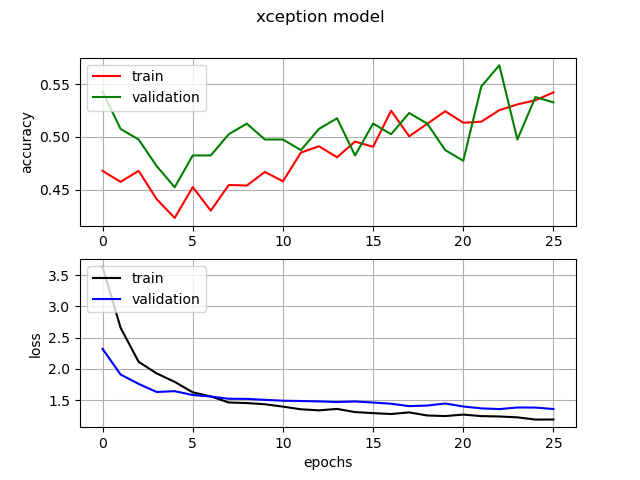 xception model
train
validation
accuracy
0.55
0.50
0.45
0 5 10 15 20 25
train
validation
loss
3.5
3.0
2.5
2.0
1.5
0 5 10 15 20 25
epochs